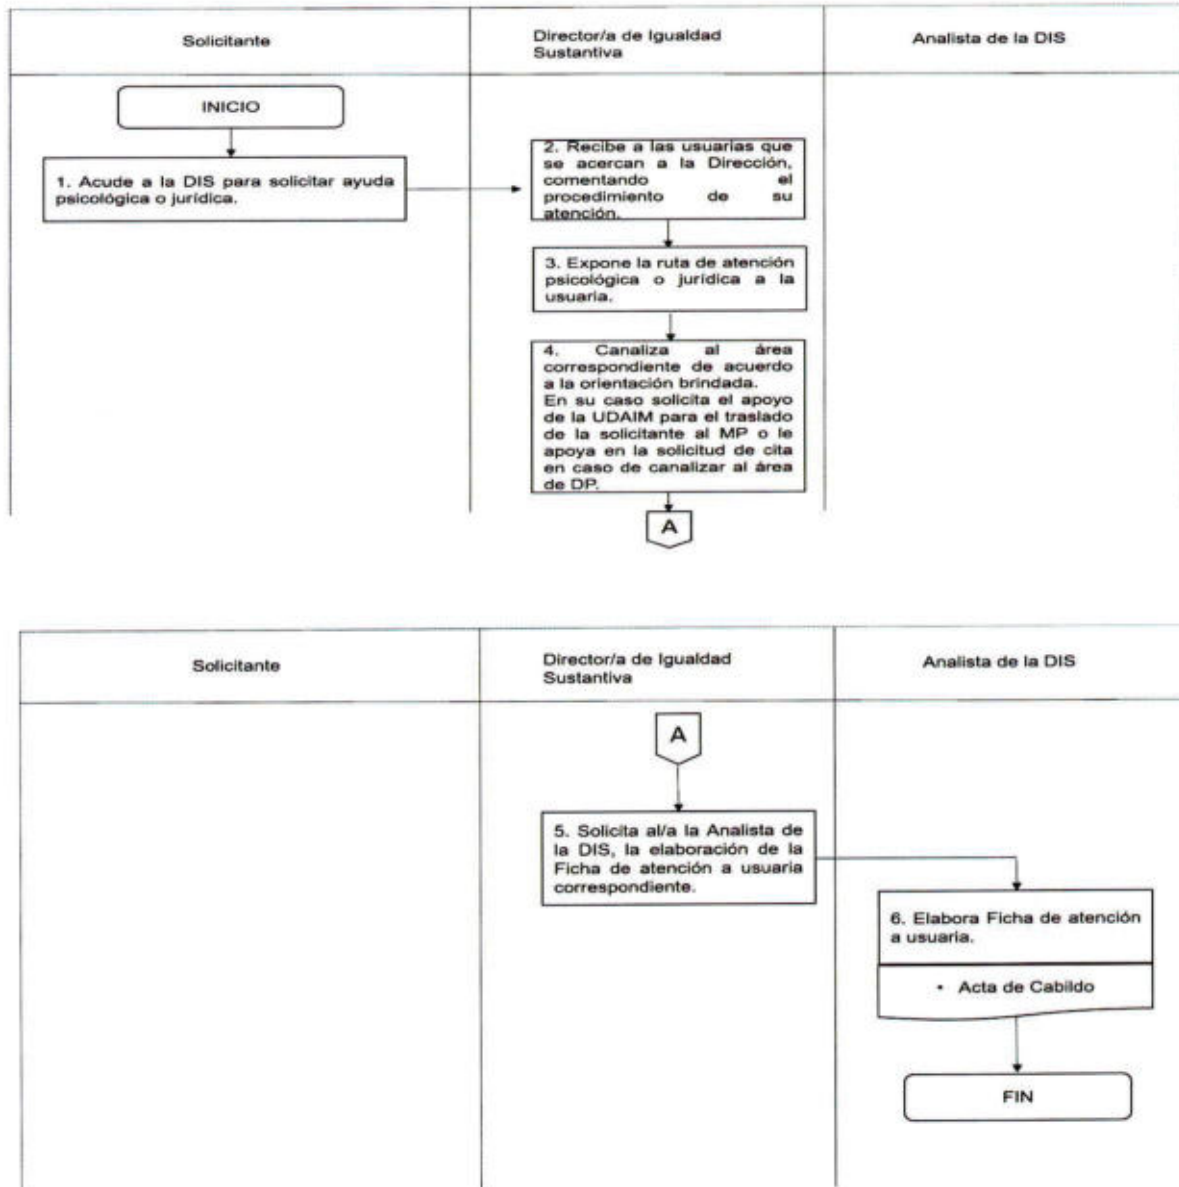 Solicitante
Director/a de Igualdad
Sustantiva
Analista de la DIS
INICIO
1. Acude a la DIS para solicitar ayuda
psicológica o jurídica.
2. Recibe a las usuarias que
se acercan a la Dirección,
comentando el
procedimiento de su
atención.
3. Expone la ruta de atención
psicológica o jurídica a la
usuaria.
4. Canaliza al área
correspondiente de acuerdo
a la orientación brindada.
En su caso solicita el apoyo
de la UDAIM para el traslado
de la solicitante al MP o le
apoya en la solicitud de cita
en caso de canalizar al área
de DP.
A
Solicitante
Director/a de Igualdad
Sustantiva
Analista de la DIS
A
5. Solicita al/a la Analista de
la DIS, la elaboración de la
Ficha de atención a usuaria
correspondiente.
6. Elabora Ficha de atención
a usuaria.
• Acta de Cabildo
FIN